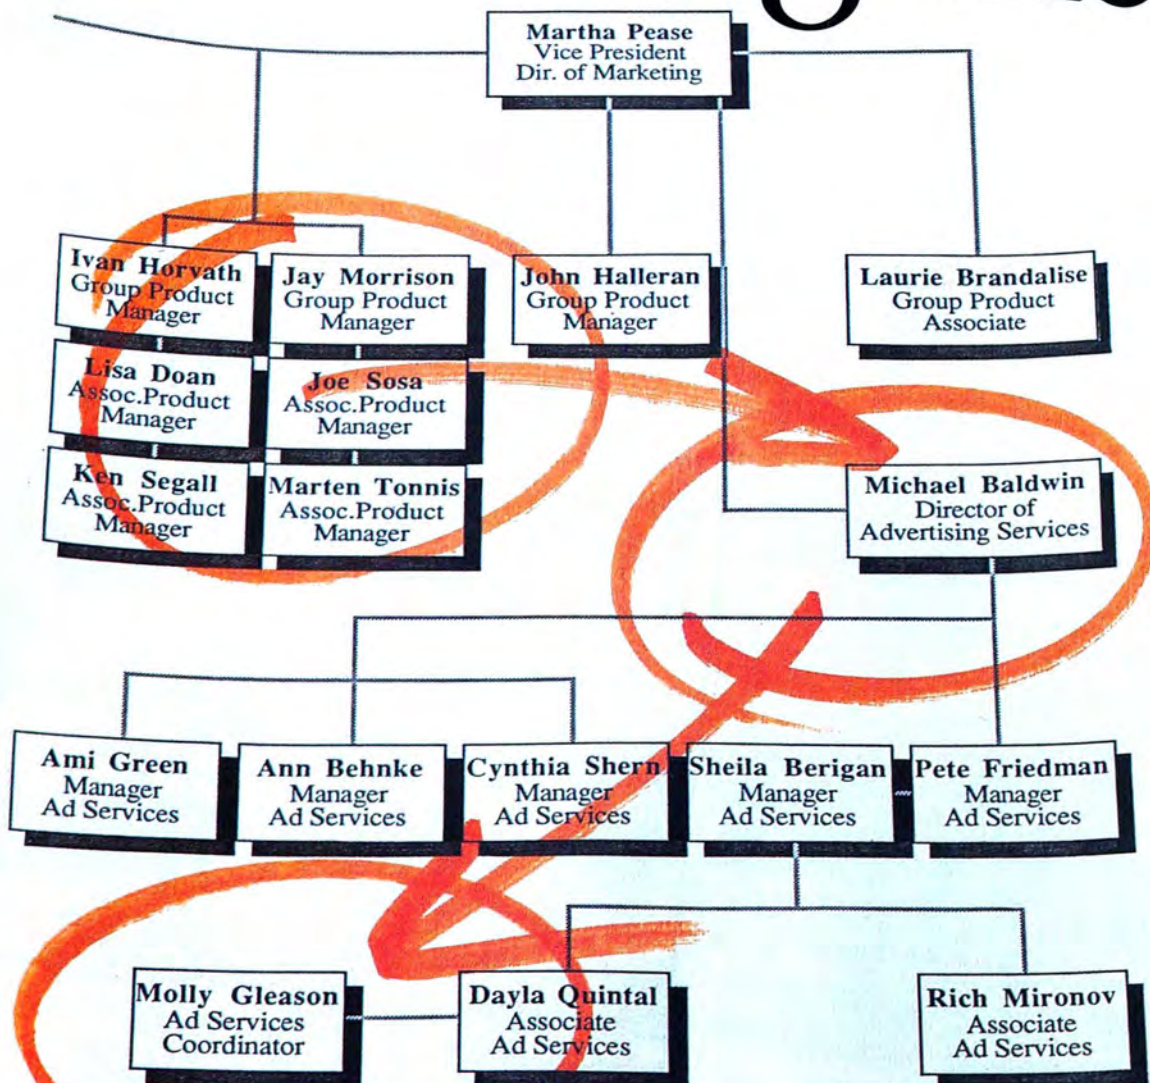 Martha Pease
Vice President
Dir. of Marketing
Ivan Horvath
Group Product
Manager
Jay Morrison
Group Product
Manager
John Halleran
Group Product
Manager
Laurie Brandalise
Group Product
Associate
Lisa Doan
Assoc.Product
Manager
Joe Sosa
Assoc.Product
Manager
Ken Segall
Assoc.Product
Manager
Marten Tonnis
Assoc.Product
Manager
Michael Baldwin
Director of
Advertising Services
Ami Green
Manager
Ad Services
Ann Behnke
Manager
Ad Services
Cynthia Shern
Manager
Ad Services
Sheila Berigan
Manager
Ad Services
Pete Friedman
Manager
Ad Services
Molly Gleason
Ad Services
Coordinator
Dayla Quintal
Associate
Ad Services
Rich Mironov
Associate
Ad Services